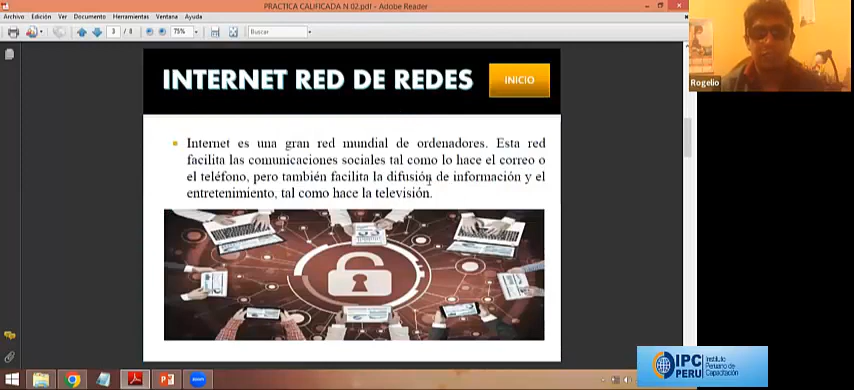 PRACTICA CALIFICADA N 02.pdf - Adobe Reader
Archivo Edición Ver Documento Herramientas Ventana Ayuda
3 / 8
75%
Buscar
INTERNET RED DE REDES
INICIO
Internet es una gran red mundial de ordenadores. Esta red
facilita las comunicaciones sociales tal como lo hace el correo o
el teléfono, pero también facilita la difusión de información y el
entretenimiento, tal como hace la televisión.
Rogelio
IPC
PERU
Instituto
Peruano de
Capacitación